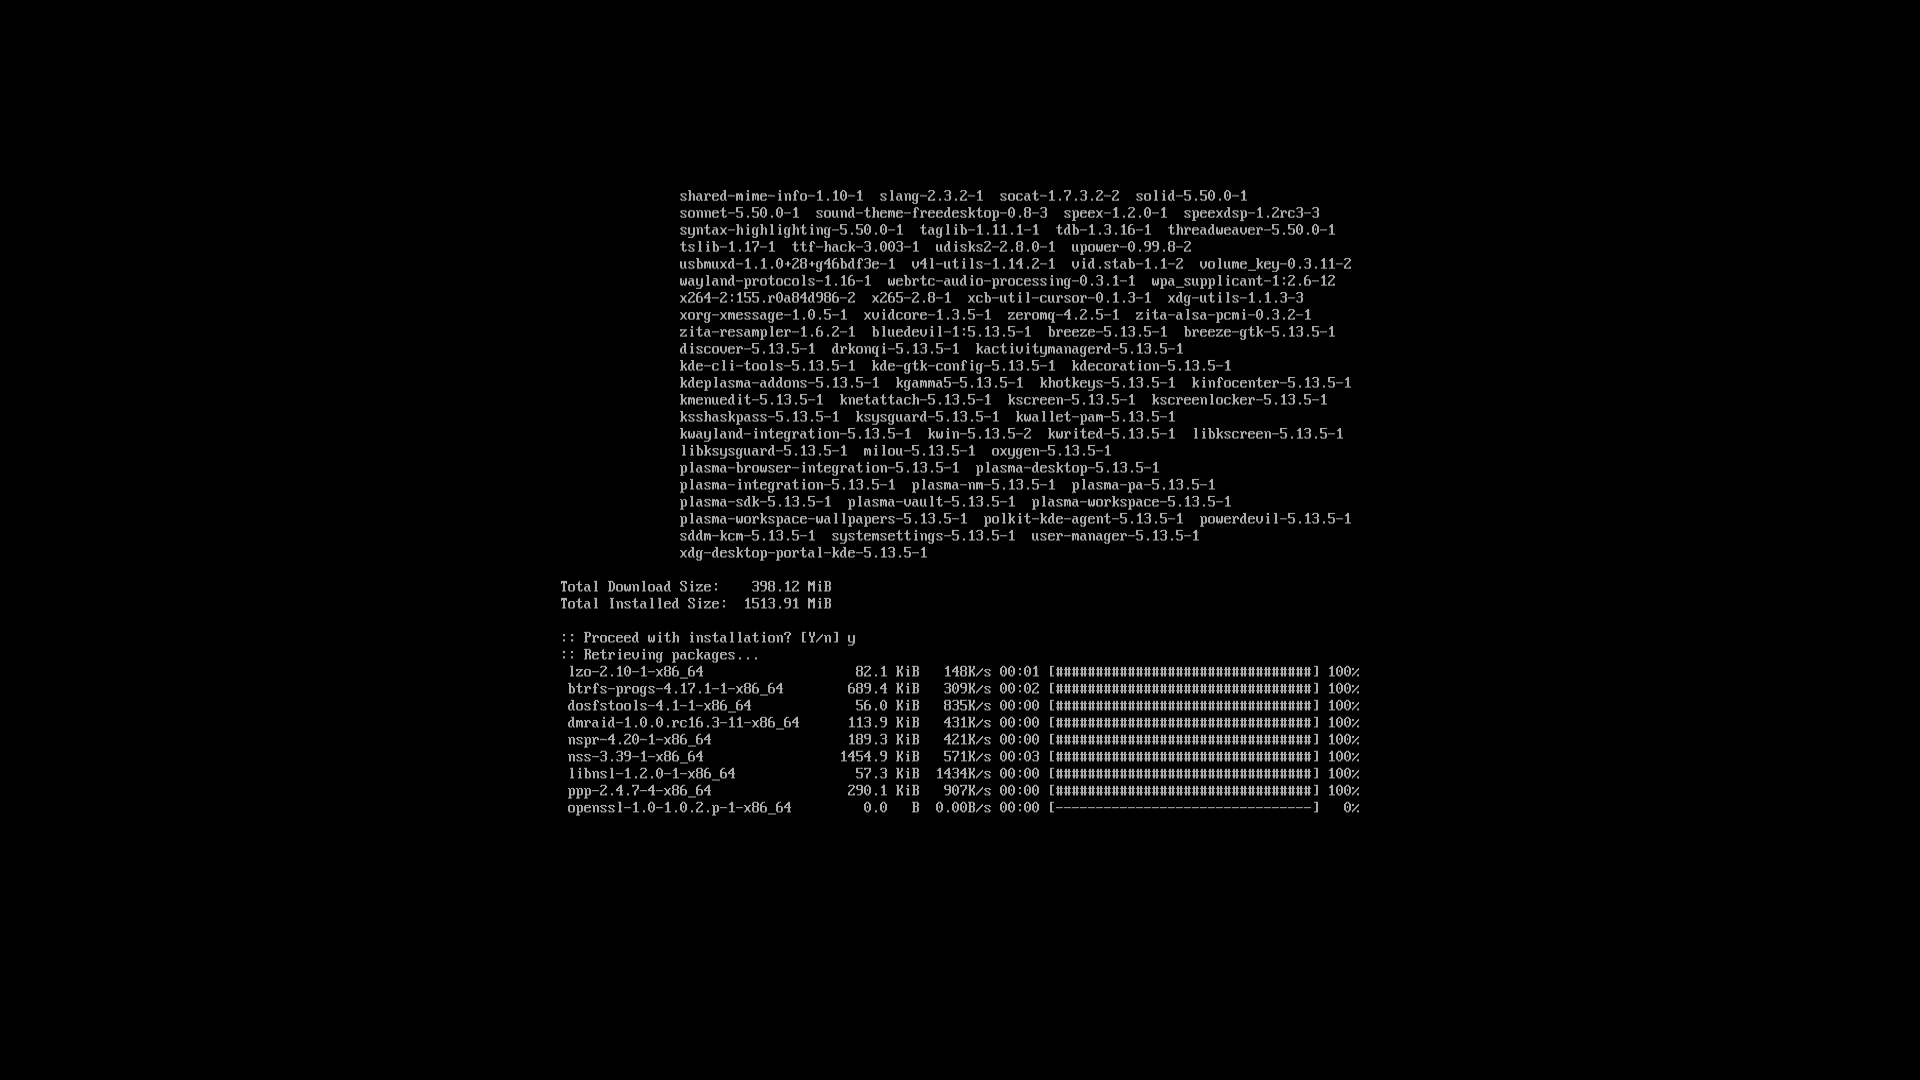 shared-mime-info-1.10-1  slang-2.3.2-1  socat-1.7.3.2-2  solid-5.50.0-1
sonnet-5.50.0-1  sound-theme-freedesktop-0.8-3  speex-1.2.0-1  speexdsp-1.2rc3-3
syntax-highlighting-5.50.0-1  taglib-1.11.1-1  tdb-1.3.16-1  threadweaver-5.50.0-1
tslib-1.17-1  ttf-hack-3.003-1  udisks2-2.8.0-1  upower-0.99.8-2
usbmuxd-1.1.0+28+g46bdf3e-1  v4l-utils-1.14.2-1  vid.stab-1.1-2  volume_key-0.3.11-2
wayland-protocols-1.16-1  webrtc-audio-processing-0.3.1-1  wpa_supplicant-1:2.6-12
x264-2:155.r0a84d986-2  x265-2.8-1  xcb-util-cursor-0.1.3-1  xdg-utils-1.1.3-3
xorg-xmessage-1.0.5-1  xvidcore-1.3.5-1  zeromq-4.2.5-1  zita-alsa-pcmi-0.3.2-1
zita-resampler-1.6.2-1  bluedevil-1:5.13.5-1  breeze-5.13.5-1  breeze-gtk-5.13.5-1
discover-5.13.5-1  drkonqi-5.13.5-1  kactivitymanagerd-5.13.5-1
kde-cli-tools-5.13.5-1  kde-gtk-config-5.13.5-1  kdecoration-5.13.5-1
kdeplasma-addons-5.13.5-1  kgamma5-5.13.5-1  khotkeys-5.13.5-1  kinfocenter-5.13.5-1
kmenuedit-5.13.5-1  knetattach-5.13.5-1  kscreen-5.13.5-1  kscreenlocker-5.13.5-1
ksshaskpass-5.13.5-1  ksysguard-5.13.5-1  kwallet-pam-5.13.5-1
kwayland-integration-5.13.5-1  kwin-5.13.5-2  kwrited-5.13.5-1  libkscreen-5.13.5-1
libksysguard-5.13.5-1  milou-5.13.5-1  oxygen-5.13.5-1
plasma-browser-integration-5.13.5-1  plasma-desktop-5.13.5-1
plasma-integration-5.13.5-1  plasma-nm-5.13.5-1  plasma-pa-5.13.5-1
plasma-sdk-5.13.5-1  plasma-vault-5.13.5-1  plasma-workspace-5.13.5-1
plasma-workspace-wallpapers-5.13.5-1  polkit-kde-agent-5.13.5-1  powerdevil-5.13.5-1
sddm-kcm-5.13.5-1  systemsettings-5.13.5-1  user-manager-5.13.5-1
xdg-desktop-portal-kde-5.13.5-1
Total Download Size:    398.12 MiB
Total Installed Size:  1513.91 MiB
:: Proceed with installation? [Y/n] y
:: Retrieving packages...
lzo-2.10-1-x86_64                   82.1 KiB   148K/s 00:01 [################################] 100%
btrfs-progs-4.17.1-1-x86_64        689.4 KiB   309K/s 00:02 [################################] 100%
dosfstools-4.1-1-x86_64             56.0 KiB   835K/s 00:00 [################################] 100%
dmraid-1.0.0.rc16.3-11-x86_64      113.9 KiB   431K/s 00:00 [################################] 100%
nspr-4.20-1-x86_64                 189.3 KiB   421K/s 00:00 [################################] 100%
nss-3.39-1-x86_64                 1454.9 KiB   571K/s 00:03 [################################] 100%
libnsl-1.2.0-1-x86_64               57.3 KiB  1434K/s 00:00 [################################] 100%
ppp-2.4.7-4-x86_64                 290.1 KiB   907K/s 00:00 [################################] 100%
openssl-1.0-1.0.2.p-1-x86_64         0.0   B  0.00B/s 00:00 [--------------------------------]   0%